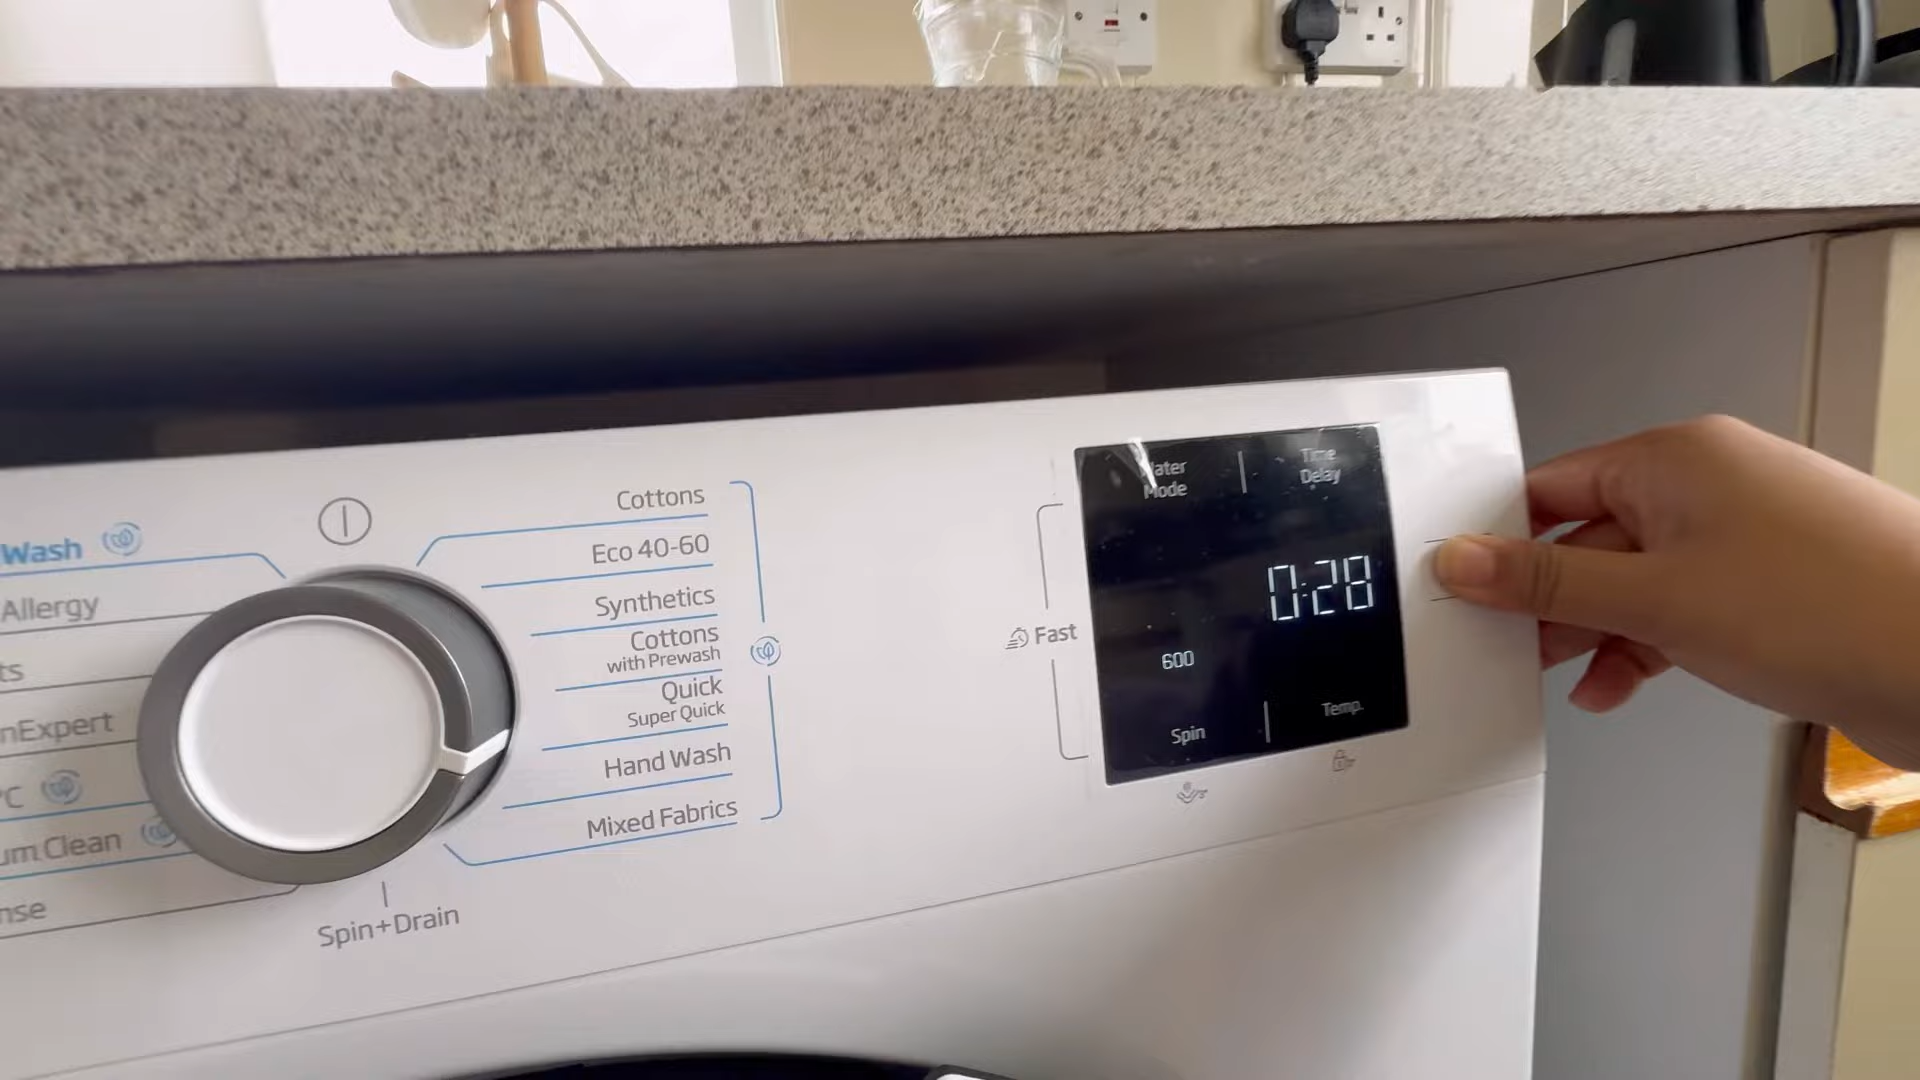 Wash
Allergy
Spin+Drain
Cottons
Eco 40-60
Synthetics
Cottons
with Prewash
Quick
Super Quick
Hand Wash
Mixed Fabrics
Fast
Mode
Time
Delay
0:28
600
Spin
Temp.